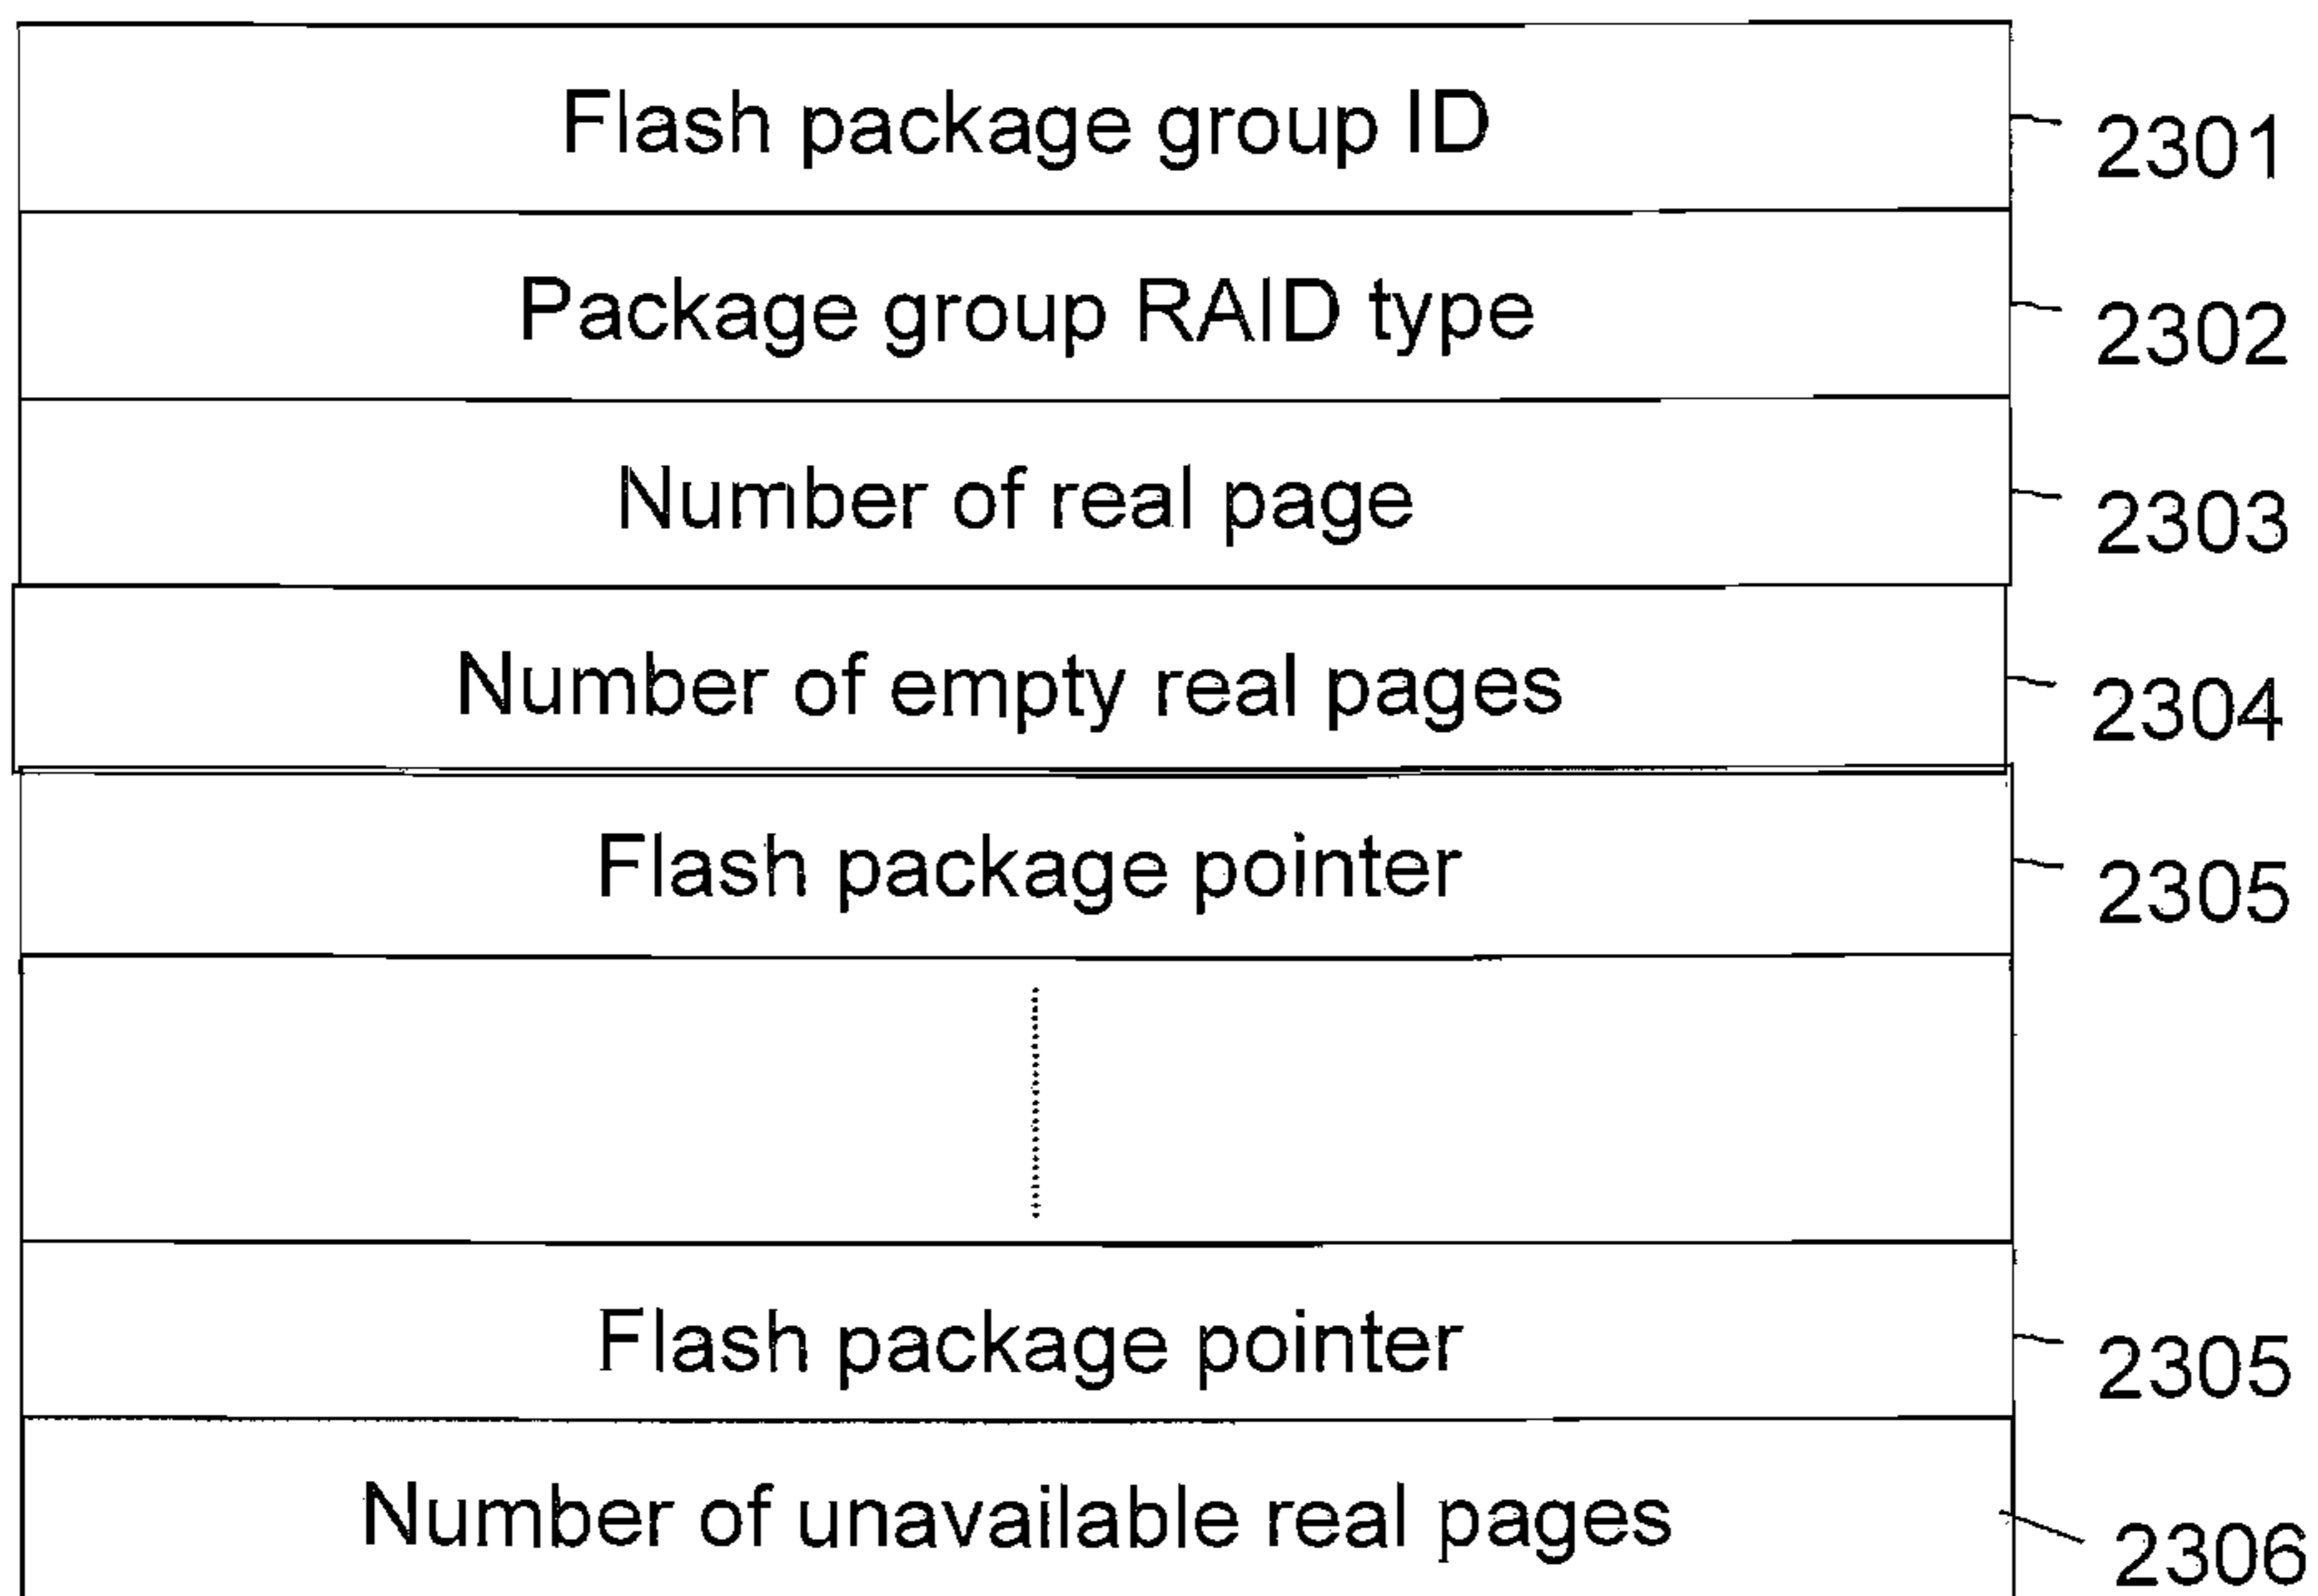 Flash package group ID 2301
Package group RAID type 2302
Number of real page 2303
Number of empty real pages 2304
Flash package pointer 2305
Flash package pointer 2305
Number of unavailable real pages 2306